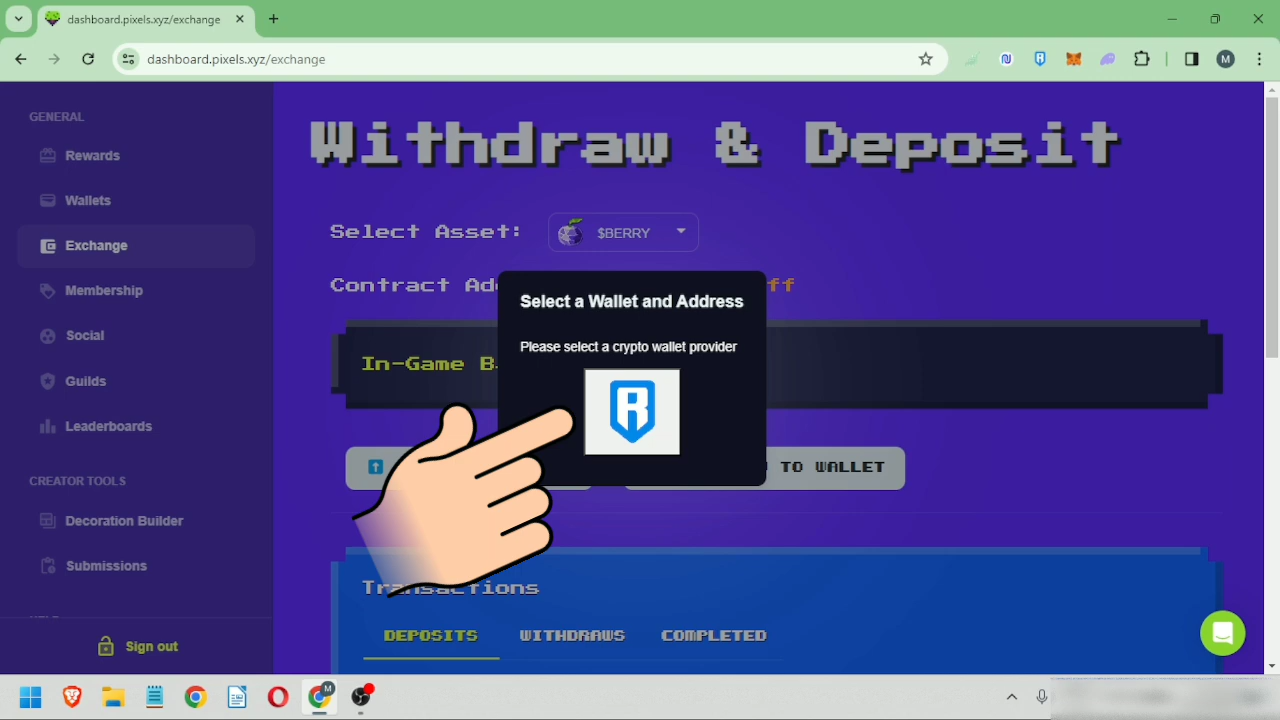 dashboard.pixels.xyz/exchange
dashboard.pixels.xyz/exchange
M
GENERAL
Rewards
Wallets
Exchange
Membership
Social
Guilds
Leaderboards
CREATOR TOOLS
Decoration Builder
Submissions
Sign out
Withdraw & Deposit
Select Asset:
$BERRY
Contract Ad
ff
In-Game B
Select a Wallet and Address
Please select a crypto wallet provider
R
TO WALLET
Transactions
DEPOSITS
WITHDRAWS
COMPLETED
M